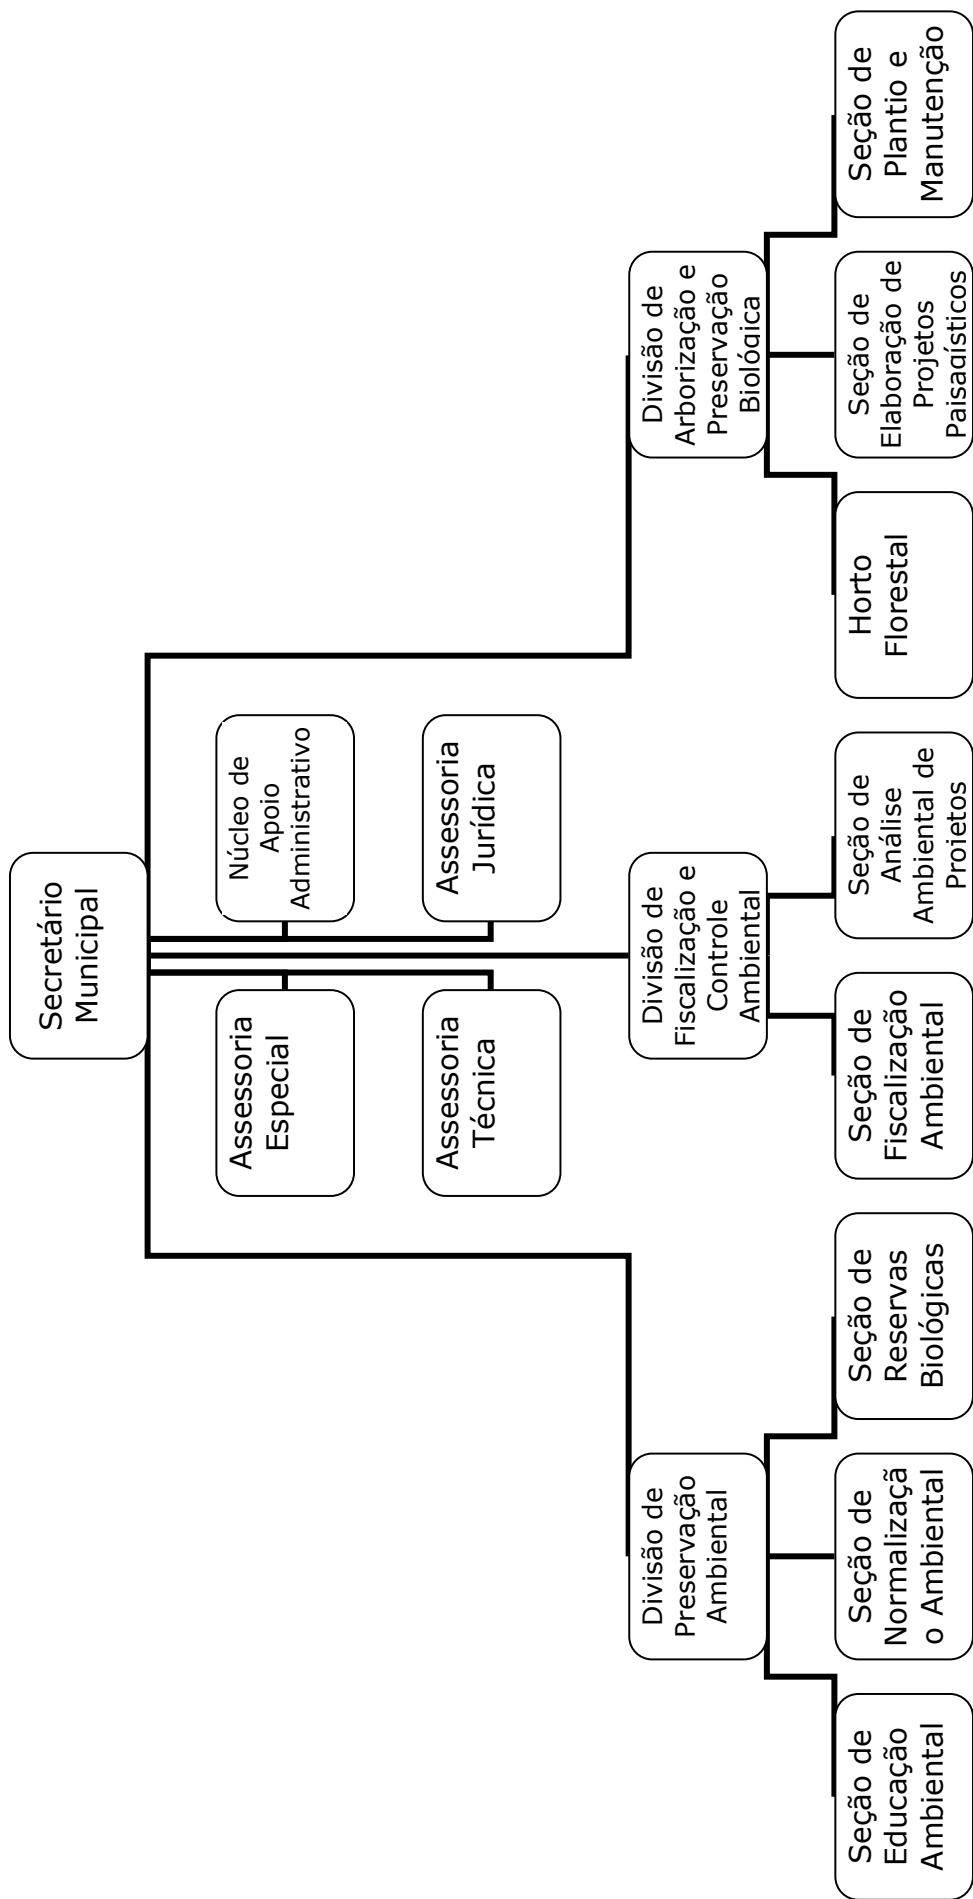 Secretário
Municipal
Assessoria
Especial
Núcleo de
Apoio
Administrativo
Assessoria
Técnica
Assessoria
Jurídica
Divisão de
Preservação
Ambiental
Divisão de
Fiscalização e
Controle
Ambiental
Divisão de
Arborização e
Preservação
Biológica
Seção de
Educação
Ambiental
Seção de
Normalizaçã
o Ambiental
Seção de
Reservas
Biológicas
Seção de
Fiscalização
Ambiental
Seção de
Análise
Ambiental de
Projetos
Horto
Florestal
Seção de
Elaboração de
Projetos
Paisagísticos
Seção de
Plantio e
Manutenção